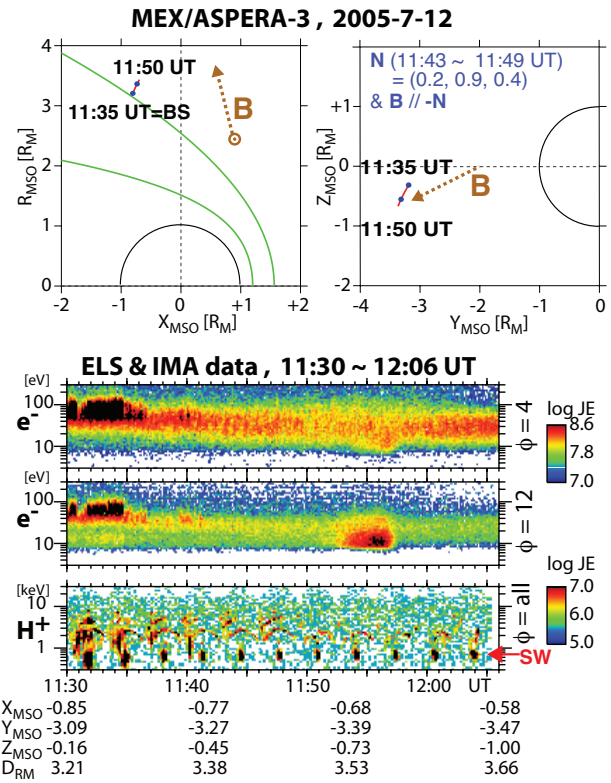 MEX/ASPERA-3 , 2005-7-12
4
3
2
1
0
R_MSO [R_M]
11:50 UT
11:35 UT=BS
B
-2
-1
0
+1
+2
X_MSO [R_M]
+2
+1
0
-1
-2
Z_MSO [R_M]
N (11:43 ~ 11:49 UT)
= (0.2, 0.9, 0.4)
& B // -N
11:35 UT
B
11:50 UT
-4
-3
-2
-1
0
Y_MSO [R_M]
ELS & IMA data , 11:30 ~ 12:06 UT
[eV]
100
10
e-
φ = 4
log JE
8.6
7.8
7.0
[eV]
100
10
e-
φ = 12
[keV]
10
1
H+
φ = all
log JE
7.0
6.0
5.0
SW
11:30 11:40 11:50 12:00 UT
X_MSO -0.85 -0.77 -0.68 -0.58
Y_MSO -3.09 -3.27 -3.39 -3.47
Z_MSO -0.16 -0.45 -0.73 -1.00
D_RM 3.21 3.38 3.53 3.66